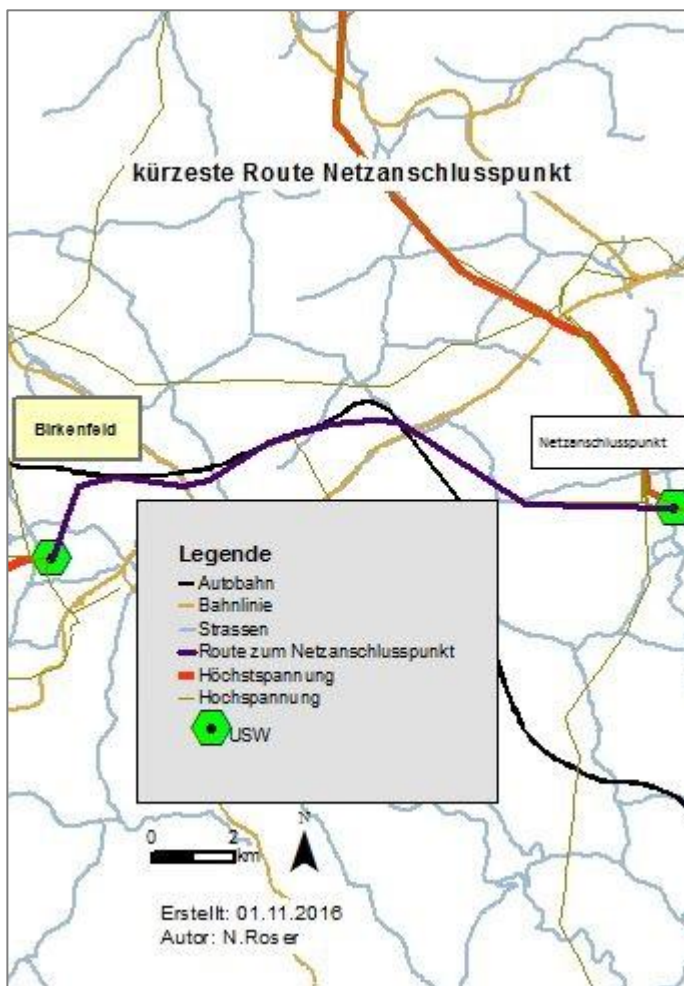 kürzeste Route Netzanschlusspunkt
Birkenfeld
Netzanschlusspunkt
Legende
Autobahn
Bahnlinie
Strassen
Route zum Netzanschlusspunkt
Höchstspannung
Hochspannung
USW
N
0 2
km
Erstellt: 01.11.2016
Autor: N.Roser